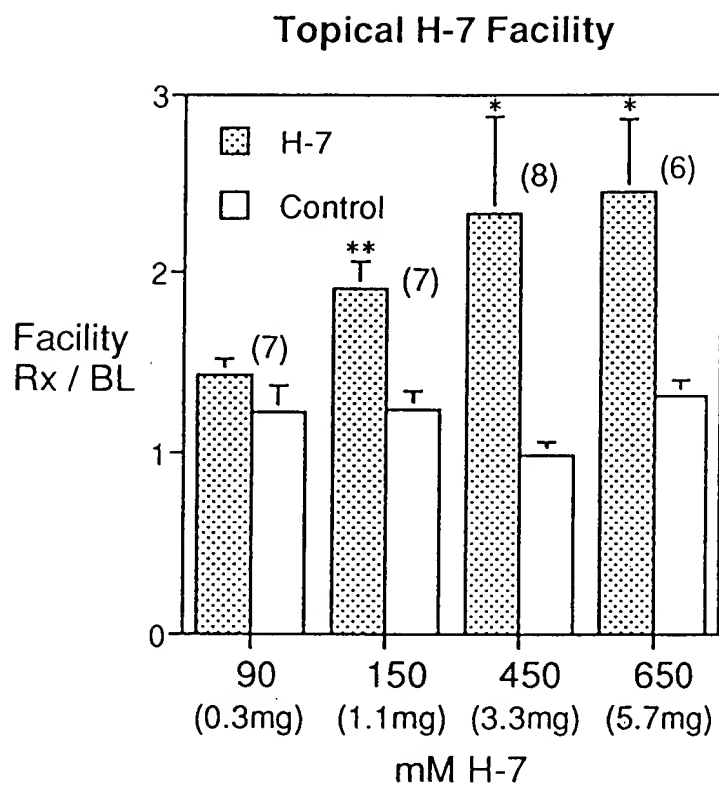 Topical H-7 Facility
3
H-7
Control
* *
(8) (6)
2
**
(7)
Facility
Rx / BL
(7)
1
0
90 150 450 650
(0.3mg) (1.1mg) (3.3mg) (5.7mg)
mM H-7